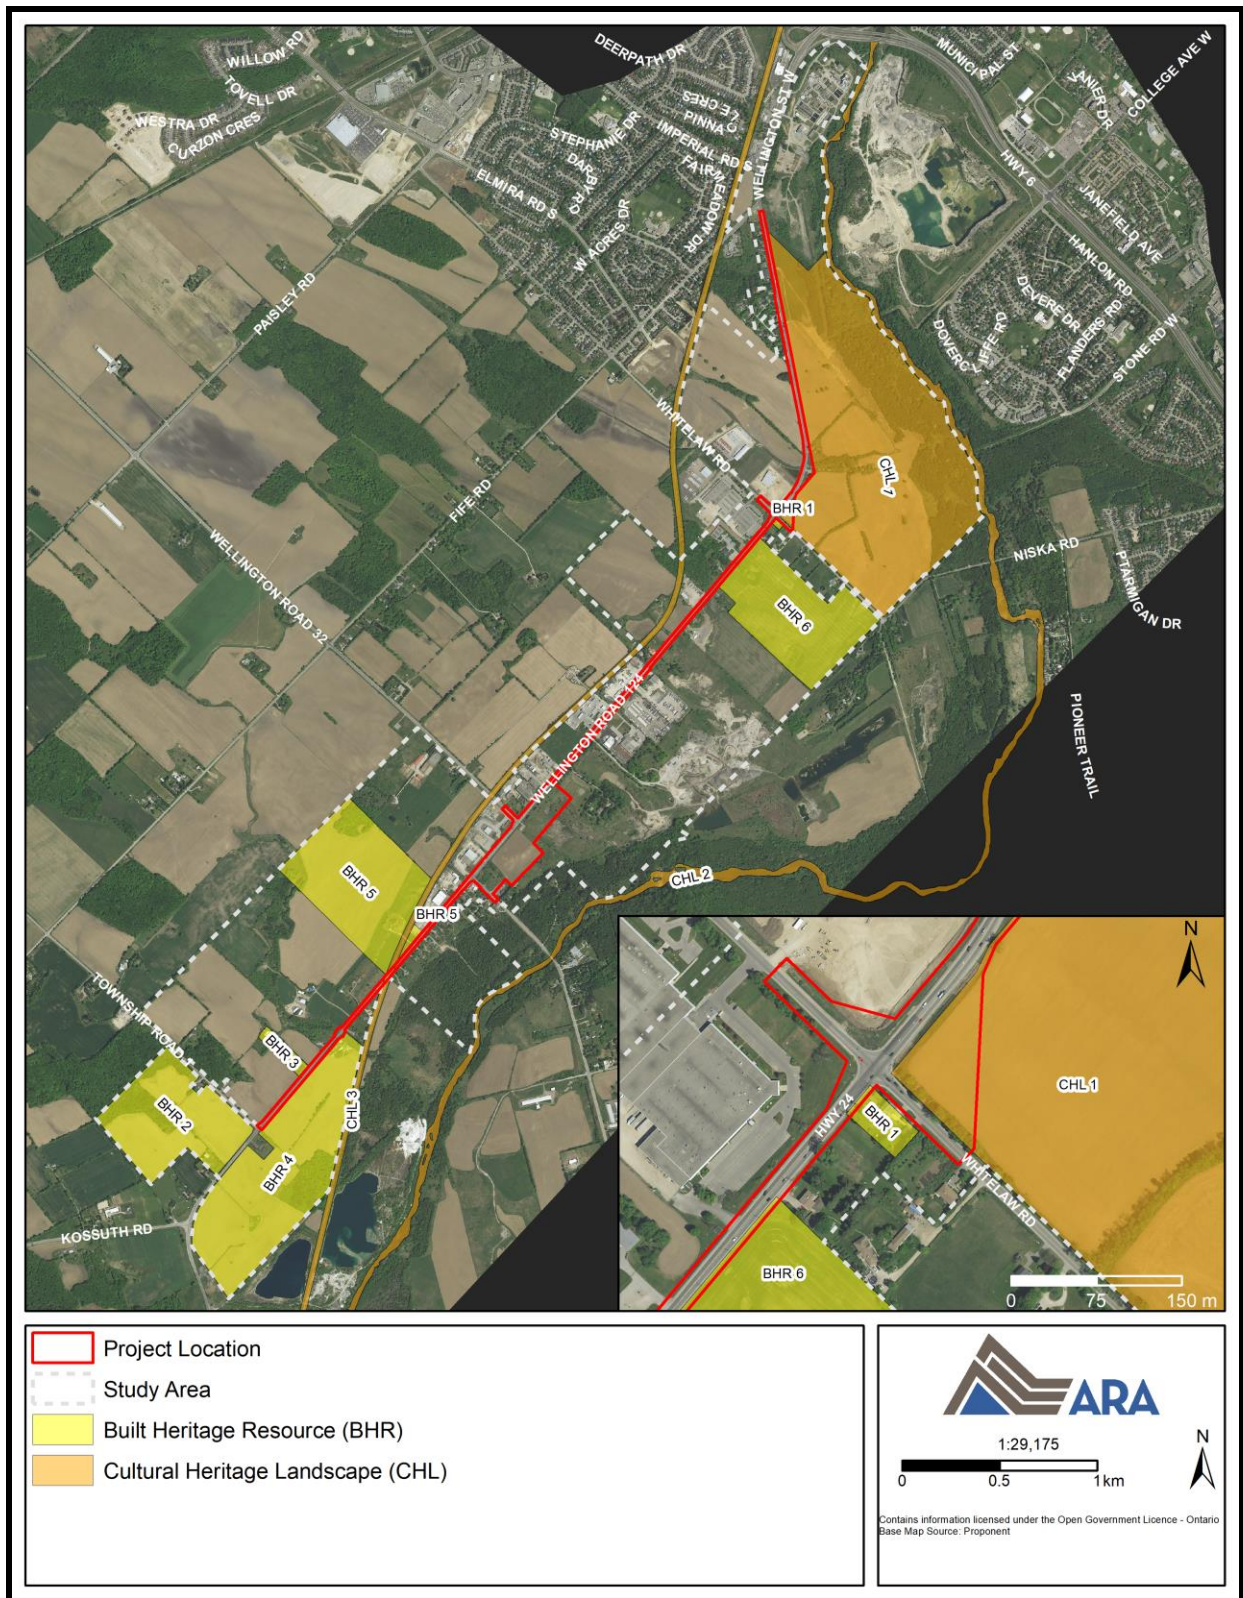 WILLOW RD
TOVELL DR
WESTRA DR
CURZON CRES
DEERPATH DR
STEPHANIE DR
DARBY RD
ELMIRA RD S
W ACRES DR
PINNACLE CRES
IMPERIAL RD S
FAIRMEADOW DR
WELLINGTON ST W
MUNICIPAL ST
JANIER DR
COLLEGE AVE W
HWY 6
JANEFIELD AVE
HANLON RD
DEVERE DR
FLANDERS RD
STONE RD W
PAISLEY RD
WHITELAW RD
FIFE RD
WELLINGTON ROAD 32
CHL 1
BHR 1
BHR 6
NISKA RD
PTARMIGAN DR
PIONEER TRAIL
WELLINGTON ROAD 124
BHR 5
BHR 5
CHL 2
TOWNSHIP ROAD
BHR 3
BHR 2
BHR 4
CHL 3
KOSSUTH RD
N
CHL 1
HWY 24
BHR 1
WHITELAW RD
BHR 6
0 75 150 m
Project Location
Study Area
Built Heritage Resource (BHR)
Cultural Heritage Landscape (CHL)
ARA
1:29,175
N
0 0.5 1km
Contains information licensed under the Open Government Licence - Ontario
Base Map Source: Proponent